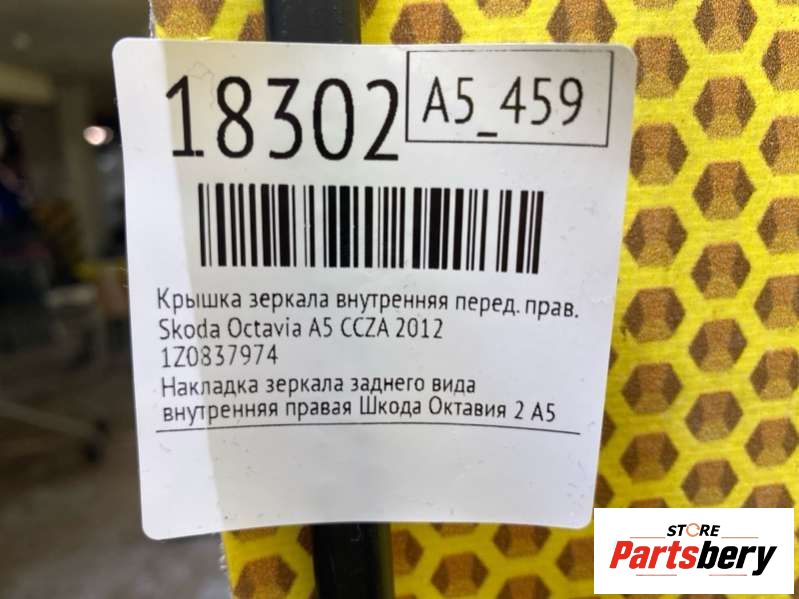 18302
A5_459
Крышка зеркала внутренняя перед. прав.
Skoda Octavia A5 CCZA 2012
1Z0837974
Накладка зеркала заднего вида
внутренняя правая Шкода Октавия 2 А5
STORE
Partsbery